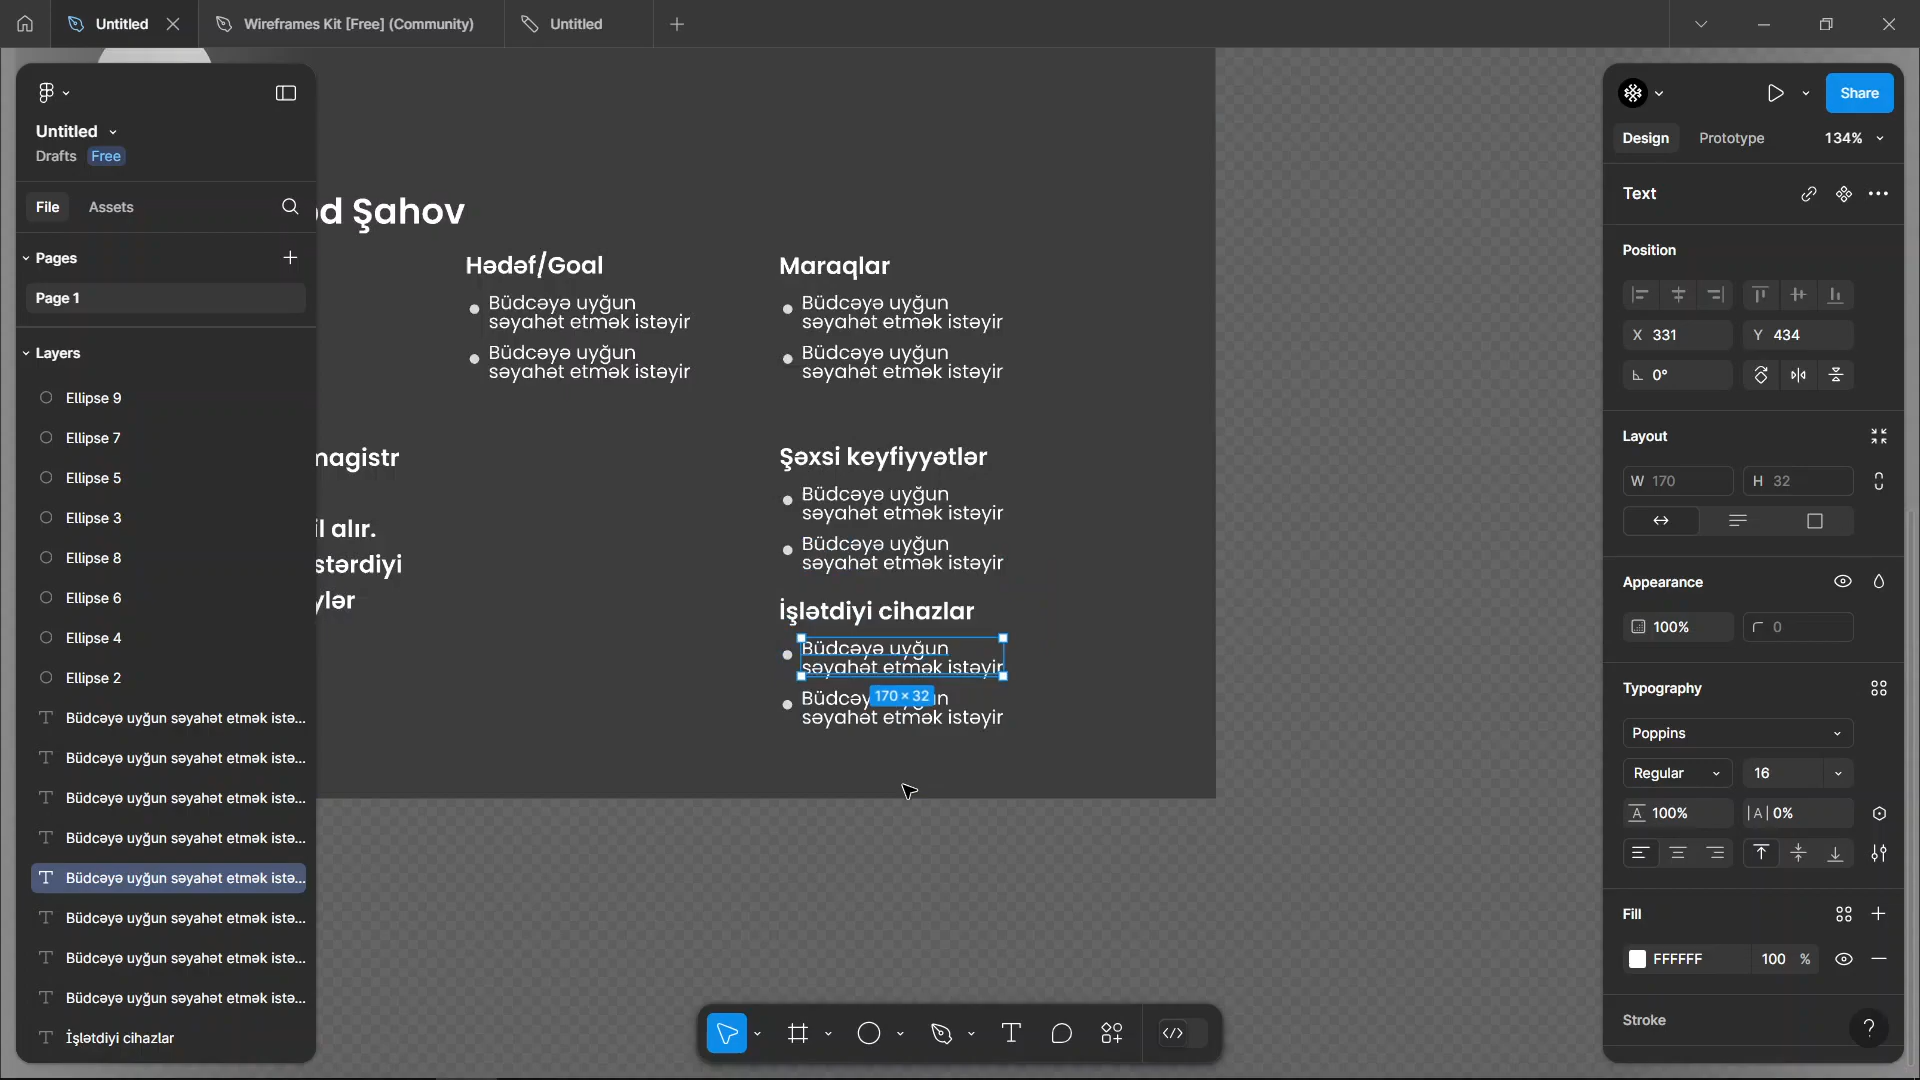 Untitled
Wireframes Kit [Free] (Community)
Untitled
Untitled
Drafts Free
File Assets
Pages
Page 1
Layers
Ellipse 9
Ellipse 7
Ellipse 5
Ellipse 3
Ellipse 8
Ellipse 6
Ellipse 4
Ellipse 2
Büdcəyə uyğun səyahət etmək istə...
Büdcəyə uyğun səyahət etmək istə...
Büdcəyə uyğun səyahət etmək istə...
Büdcəyə uyğun səyahət etmək istə...
Büdcəyə uyğun səyahət etmək istə...
Büdcəyə uyğun səyahət etmək istə...
Büdcəyə uyğun səyahət etmək istə...
Büdcəyə uyğun səyahət etmək istə...
İşlətdiyi cihazlar
Şahov
Hədəf/Goal
Büdcəyə uyğun
səyahət etmək istəyir
Büdcəyə uyğun
səyahət etmək istəyir
Maraqlar
Büdcəyə uyğun
səyahət etmək istəyir
Büdcəyə uyğun
səyahət etmək istəyir
magistr
alır.
Şəxsi keyfiyyətlər
Büdcəyə uyğun
səyahət etmək istəyir
Büdcəyə uyğun
səyahət etmək istəyir
İşlətdiyi cihazlar
Büdcəyə uyğun
səyahət etmək istəyir
170 × 32
səyahət etmək istəyir
Share
Design Prototype 134%
Text
Position
X 331 Y 434
0°
Layout
W 170 H 32
Appearance
100% 0
Typography
Poppins
Regular 16
100% |A| 0%
Fill
FFFFFF 100 %
Stroke